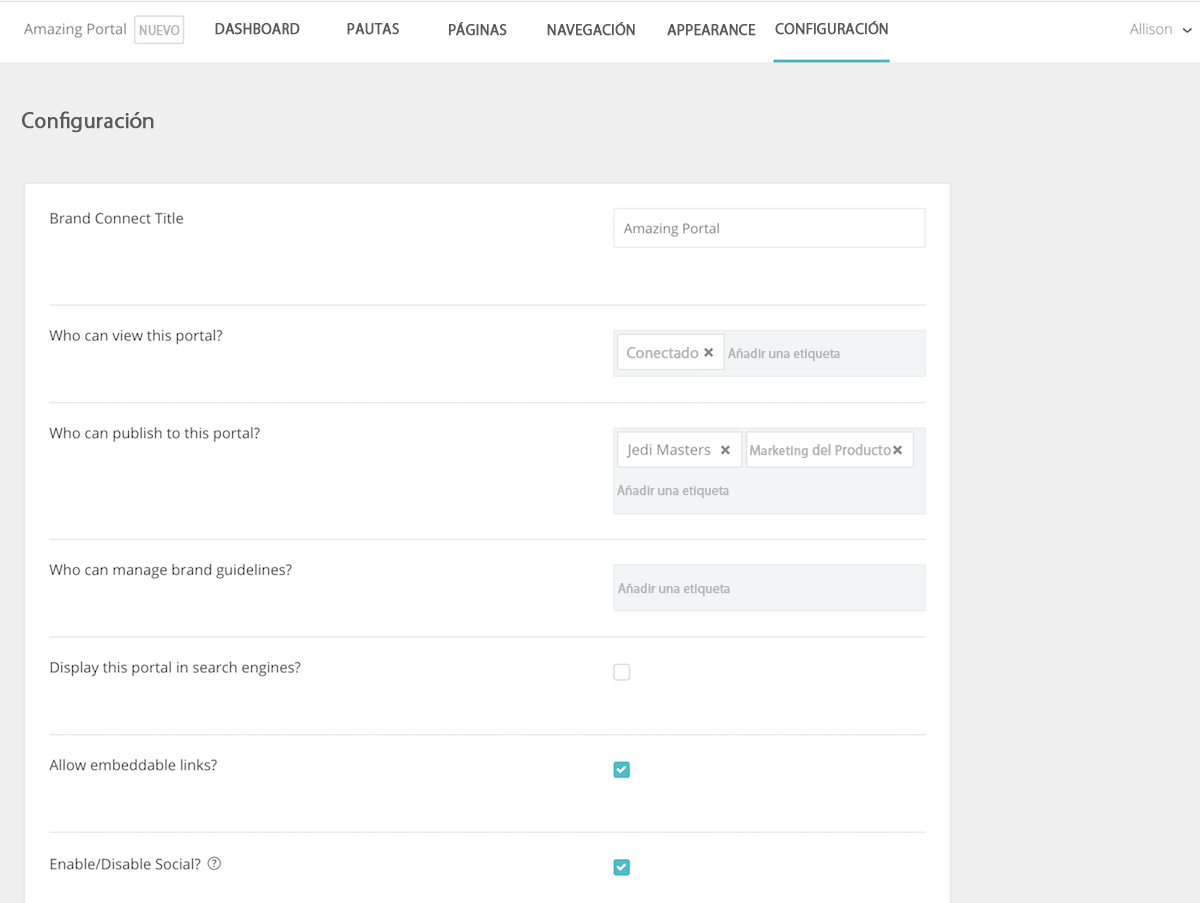 Amazing Portal NUEVO DASHBOARD PAUTAS PÁGINAS NAVEGACIÓN APPEARANCE CONFIGURACIÓN Allison
Configuración
Brand Connect Title
Amazing Portal
Who can view this portal?
Conectado Añadir una etiqueta
Who can publish to this portal?
Jedi Masters Marketing del Producto
Añadir una etiqueta
Who can manage brand guidelines?
Añadir una etiqueta
Display this portal in search engines?
Allow embeddable links?
Enable/Disable Social? ?